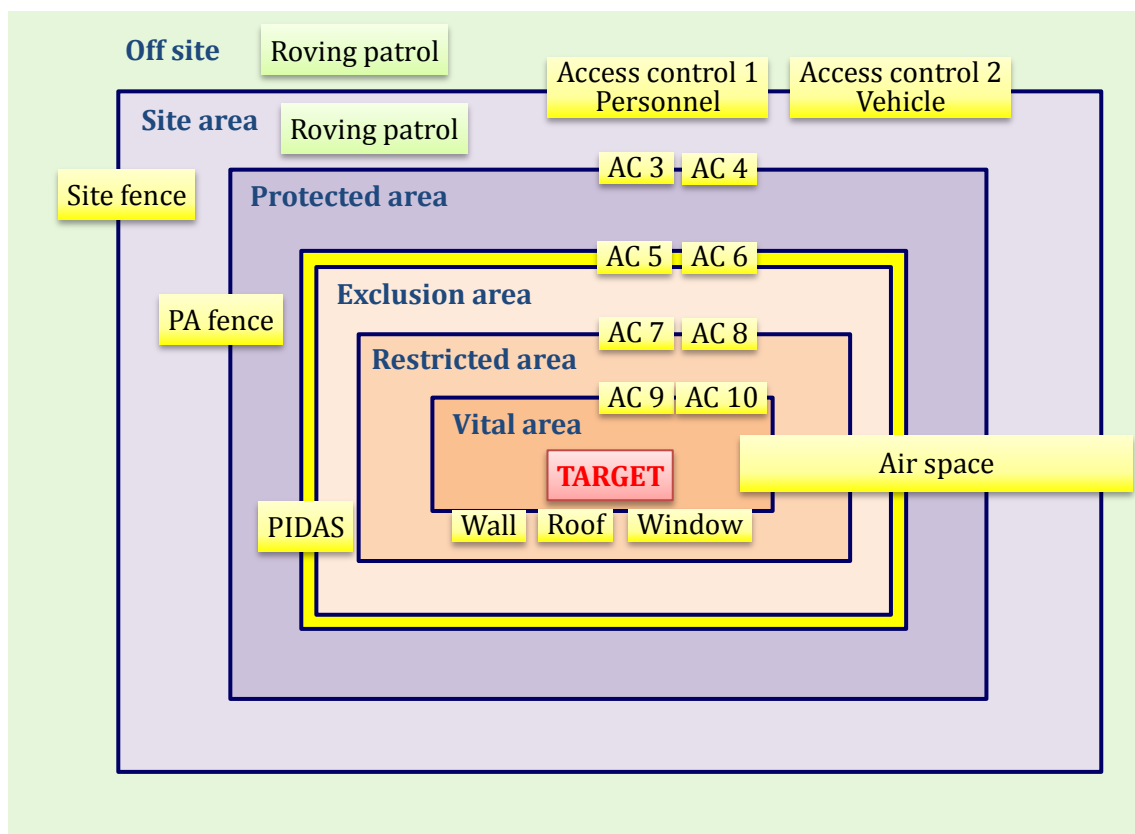 Off site
Roving patrol
Access control 1
Personnel
Access control 2
Vehicle
Site area
Roving patrol
Site fence
AC 3
AC 4
Protected area
AC 5
AC 6
Exclusion area
PA fence
AC 7
AC 8
Restricted area
AC 9
AC 10
Vital area
Air space
TARGET
PIDAS
Wall
Roof
Window